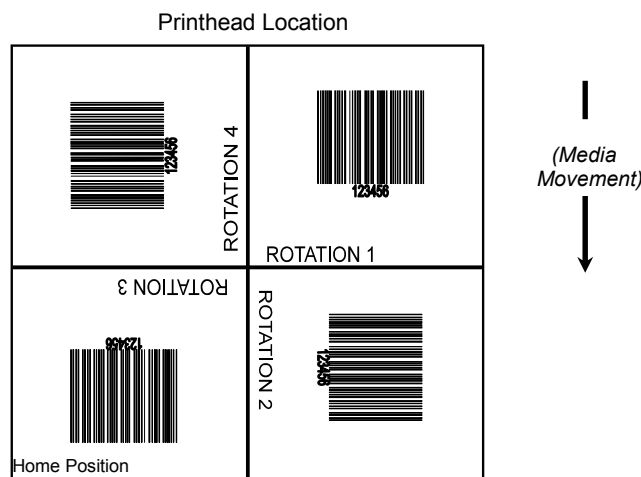 Printhead Location
123456
ROTATION 4
123456
ROTATION 1
(Media
Movement)
ROTATION 3
123456
ROTATION 2
123456
Home Position